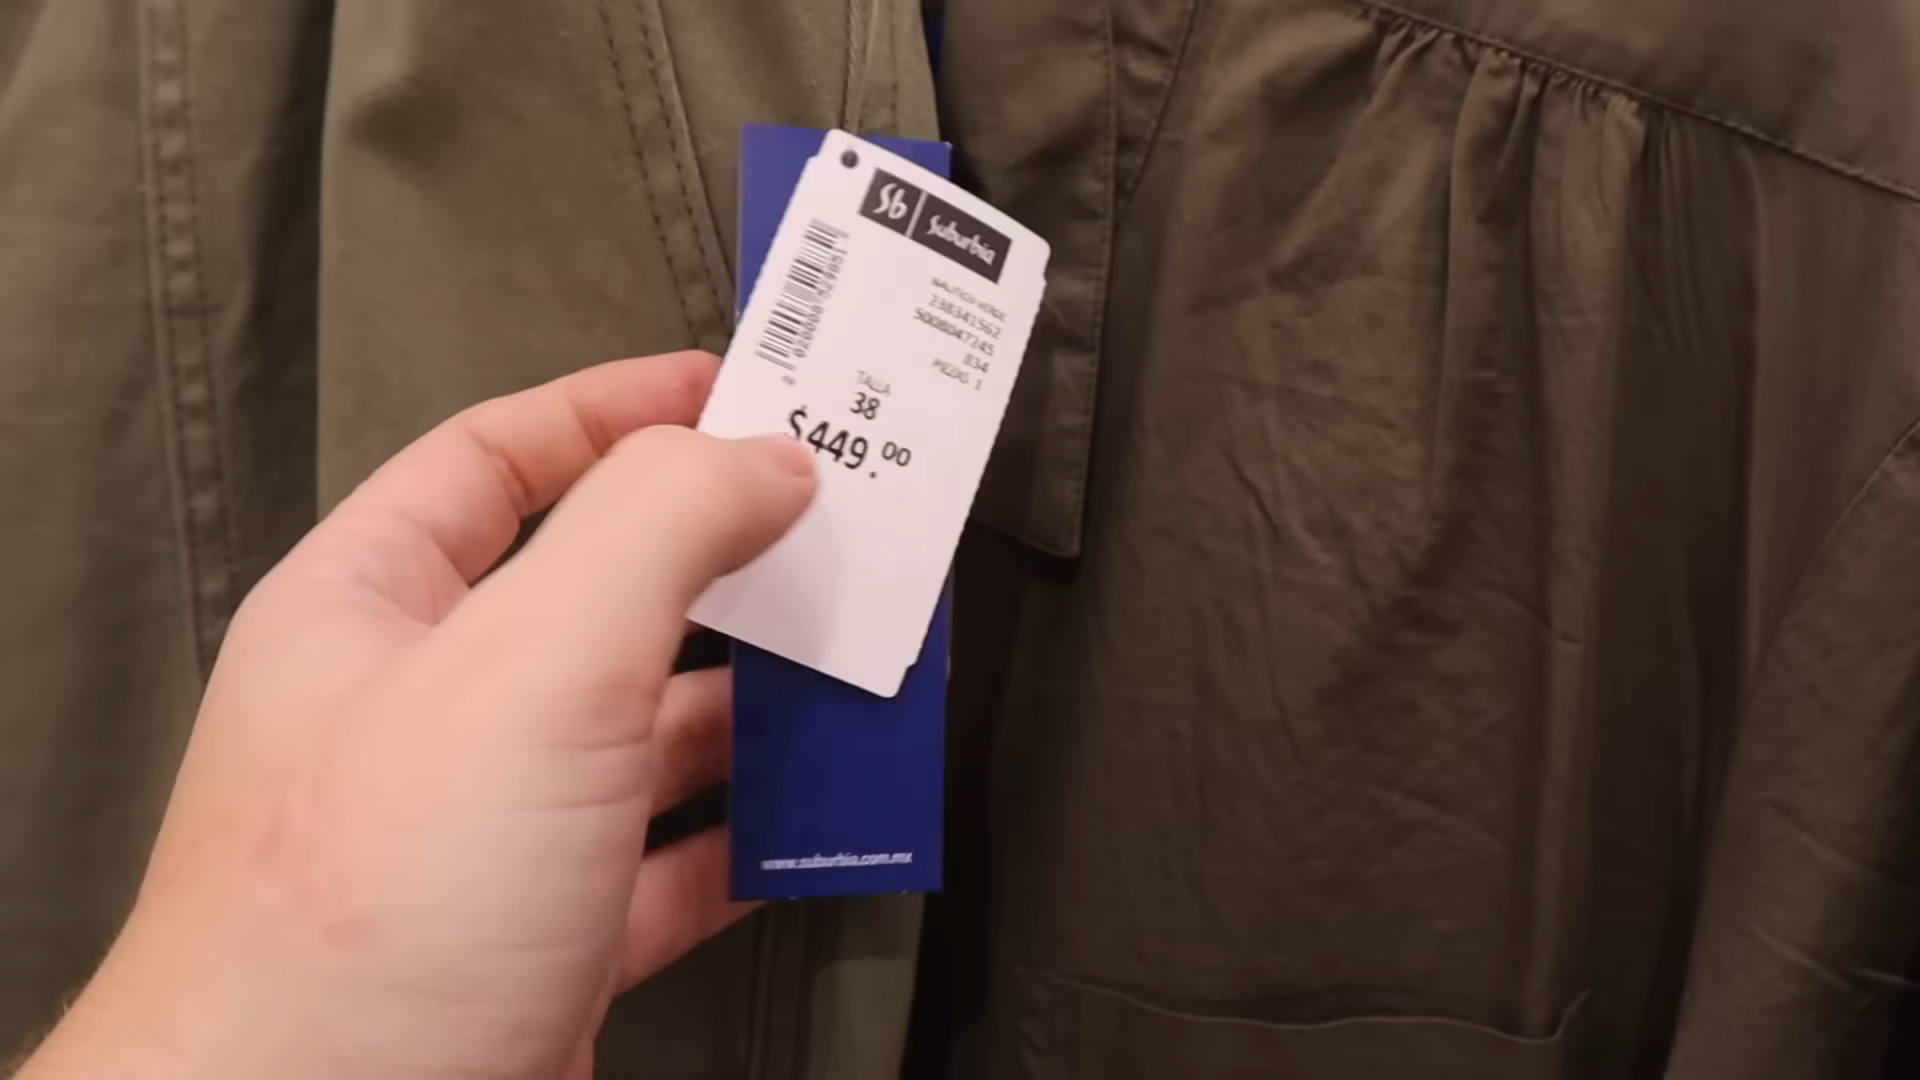 Sb Suburbia
NAUTICO VERDE
238341562
5008047245
834
PIEZAS 1
TALLA
38
$449.00
www.suburbia.com.mx